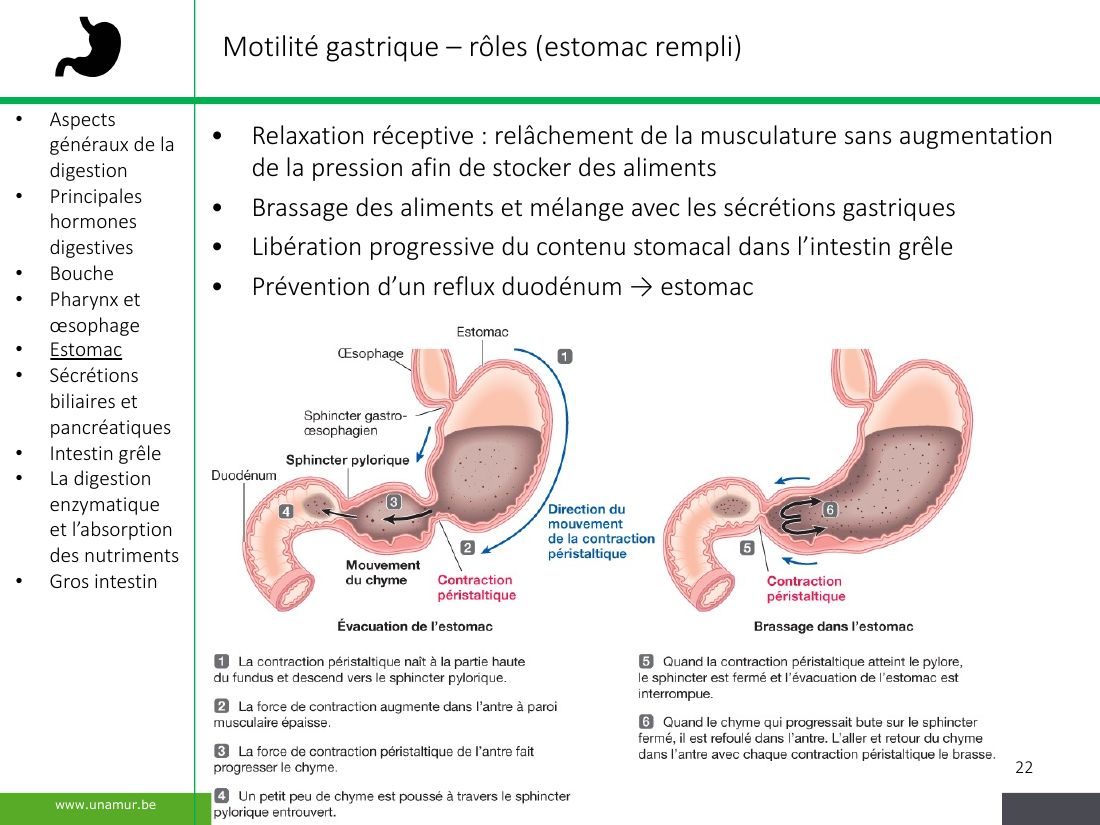 Motilité gastrique – rôles (estomac rempli)
• Aspects
généraux de la
digestion
• Principales
hormones
digestives
• Bouche
• Pharynx et
œsophage
• Estomac
• Sécrétions
biliaires et
pancréatiques
• Intestin grêle
• La digestion
enzymatique
et l’absorption
des nutriments
• Gros intestin
• Relaxation réceptive : relâchement de la musculature sans augmentation
de la pression afin de stocker des aliments
• Brassage des aliments et mélange avec les sécrétions gastriques
• Libération progressive du contenu stomacal dans l’intestin grêle
• Prévention d’un reflux duodénum → estomac
Estomac
Œsophage
1
Sphincter gastro-
œsophagien
Sphincter pylorique
Duodénum
3
4
2
Direction du
mouvement
de la contraction
péristaltique
Mouvement
du chyme
Contraction
péristaltique
Évacuation de l’estomac
6
5
Contraction
péristaltique
Brassage dans l’estomac
1 La contraction péristaltique naît à la partie haute
du fundus et descend vers le sphincter pylorique.
2 La force de contraction augmente dans l’antre à paroi
musculaire épaisse.
3 La force de contraction péristaltique de l’antre fait
progresser le chyme.
4 Un petit peu de chyme est poussé à travers le sphincter
pylorique entrouvert.
5 Quand la contraction péristaltique atteint le pylore,
le sphincter est fermé et l’évacuation de l’estomac est
interrompue.
6 Quand le chyme qui progressait bute sur le sphincter
fermé, il est refoulé dans l’antre. L’aller et retour du chyme
dans l’antre avec chaque contraction péristaltique le brasse.
22
www.unamur.be